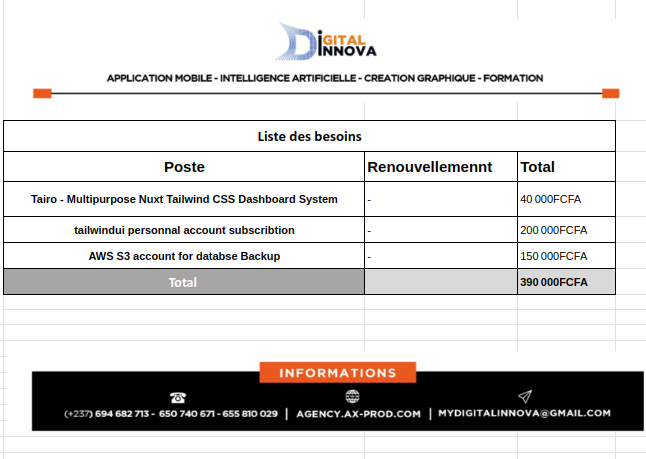 DIGITAL
INNOVA
APPLICATION MOBILE - INTELLIGENCE ARTIFICIELLE - CREATION GRAPHIQUE - FORMATION
Liste des besoins
Poste Renouvellemennt Total
Tairo - Multipurpose Nuxt Tailwind CSS Dashboard System - 40 000FCFA
tailwindui personnal account subscribtion - 200 000FCFA
AWS S3 account for databse Backup - 150 000FCFA
Total 390 000FCFA
INFORMATIONS
(+237) 694 682 713 - 650 740 671 - 655 810 029 | AGENCY.AX-PROD.COM | MYDIGITALINNOVA@GMAIL.COM